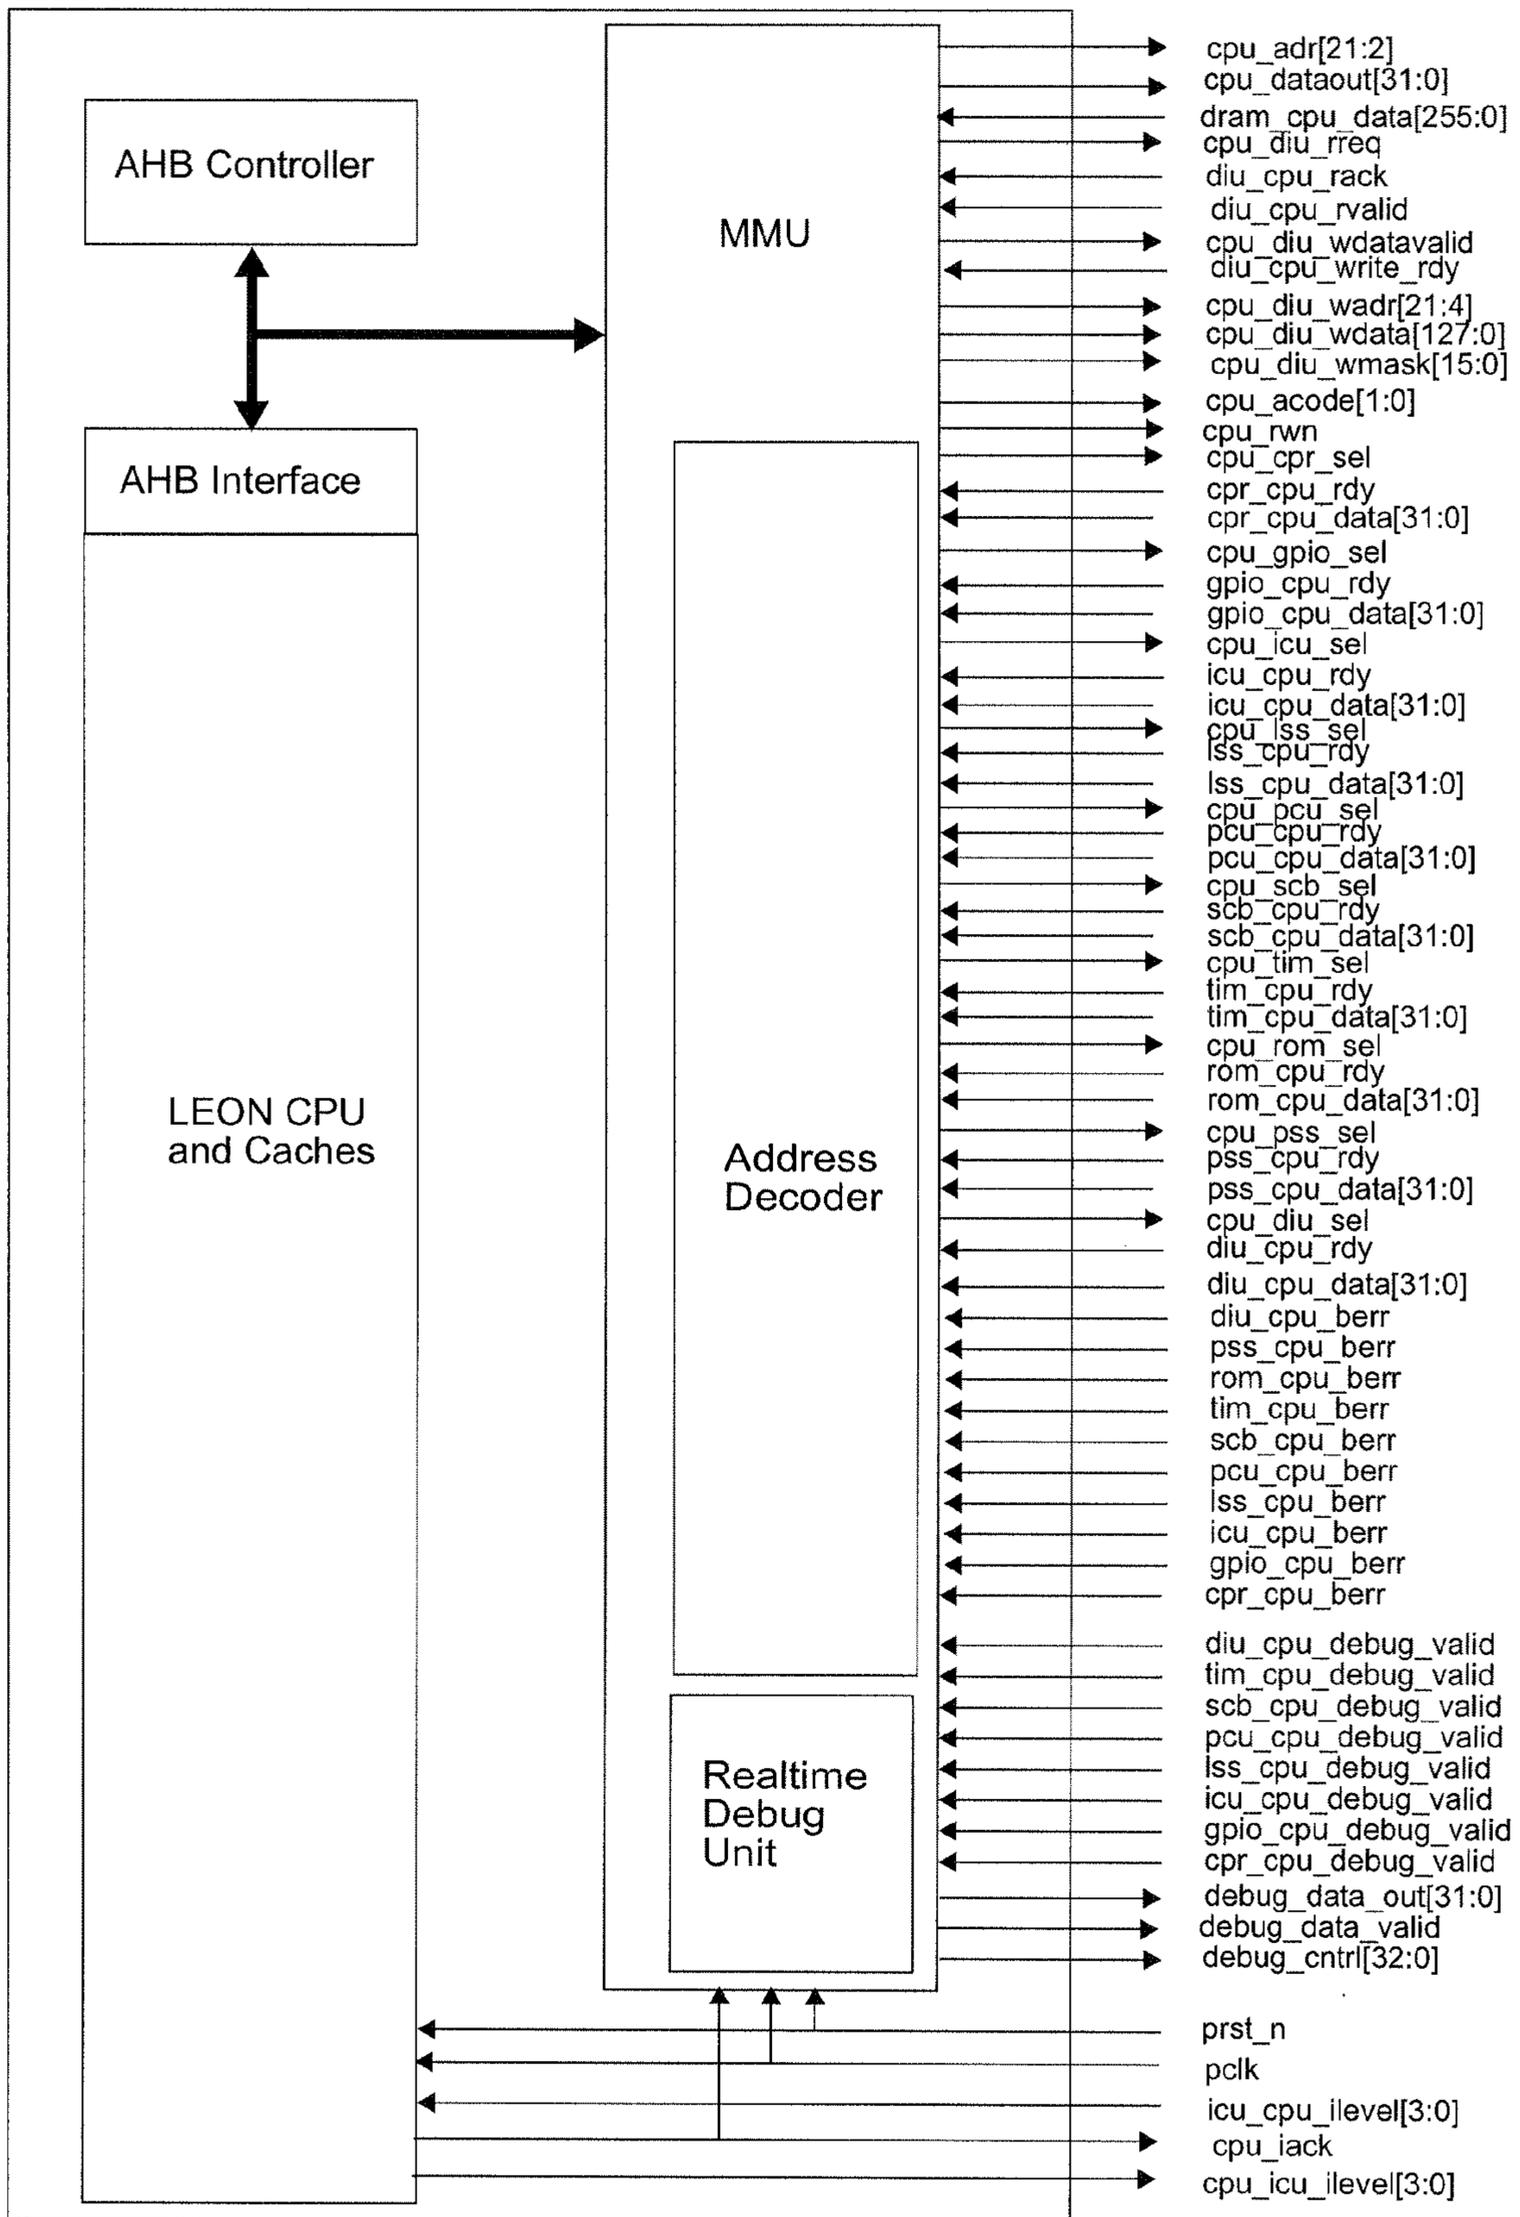 AHB Controller
AHB Interface
LEON CPU
and Caches
MMU
Address
Decoder
Realtime
Debug
Unit
cpu_adr[21:2]
cpu_dataout[31:0]
dram_cpu_data[255:0]
cpu_diu_rreq
diu_cpu_rack
diu_cpu_rvalid
cpu_diu_wdatavalid
diu_cpu_write_rdy
cpu_diu_wadr[21:4]
cpu_diu_wdata[127:0]
cpu_diu_wmask[15:0]
cpu_acode[1:0]
cpu_rwn
cpu_cpr_sel
cpr_cpu_rdy
cpr_cpu_data[31:0]
cpu_gpio_sel
gpio_cpu_rdy
gpio_cpu_data[31:0]
cpu_icu_sel
icu_cpu_rdy
icu_cpu_data[31:0]
cpu_lss_sel
lss_cpu_rdy
lss_cpu_data[31:0]
cpu_pcu_sel
pcu_cpu_rdy
pcu_cpu_data[31:0]
cpu_scb_sel
scb_cpu_rdy
scb_cpu_data[31:0]
cpu_tim_sel
tim_cpu_rdy
tim_cpu_data[31:0]
cpu_rom_sel
rom_cpu_rdy
rom_cpu_data[31:0]
cpu_pss_sel
pss_cpu_rdy
pss_cpu_data[31:0]
cpu_diu_sel
diu_cpu_rdy
diu_cpu_data[31:0]
diu_cpu_berr
pss_cpu_berr
rom_cpu_berr
tim_cpu_berr
scb_cpu_berr
pcu_cpu_berr
lss_cpu_berr
icu_cpu_berr
gpio_cpu_berr
cpr_cpu_berr
diu_cpu_debug_valid
tim_cpu_debug_valid
scb_cpu_debug_valid
pcu_cpu_debug_valid
lss_cpu_debug_valid
icu_cpu_debug_valid
gpio_cpu_debug_valid
cpr_cpu_debug_valid
debug_data_out[31:0]
debug_data_valid
debug_cntrl[32:0]
prst_n
pclk
icu_cpu_ilevel[3:0]
cpu_iack
cpu_icu_ilevel[3:0]